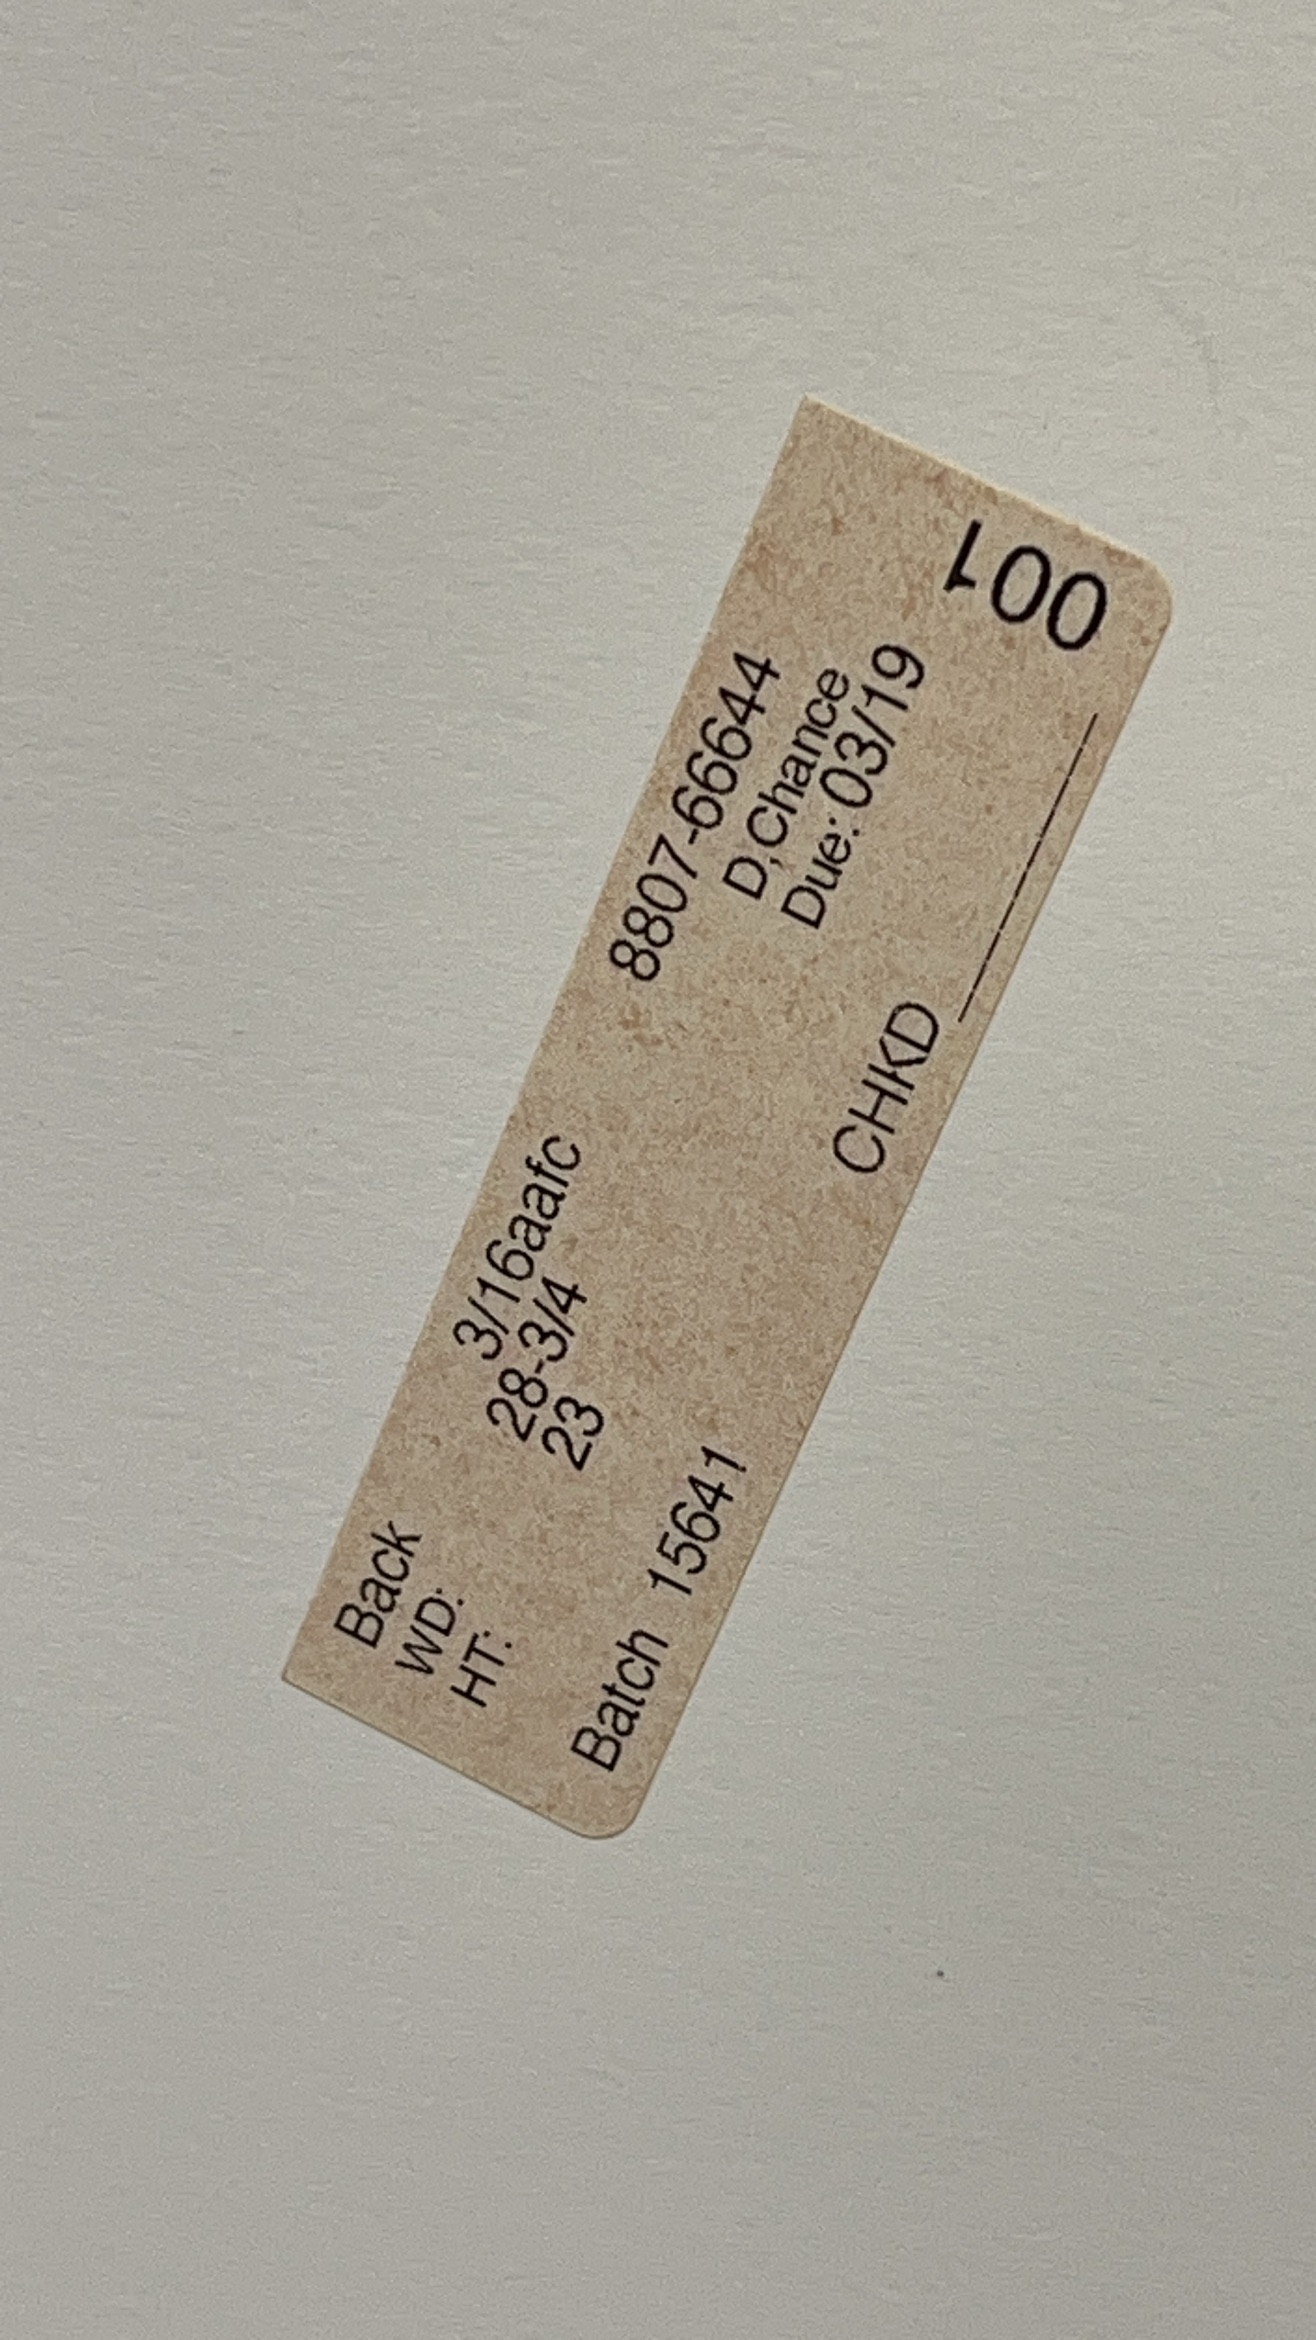 Back 3/16aafc 8807-66644
WD: 28-3/4 D,Chance
HT: 23 Due: 03/19
Batch 15641 CHKD ______
001